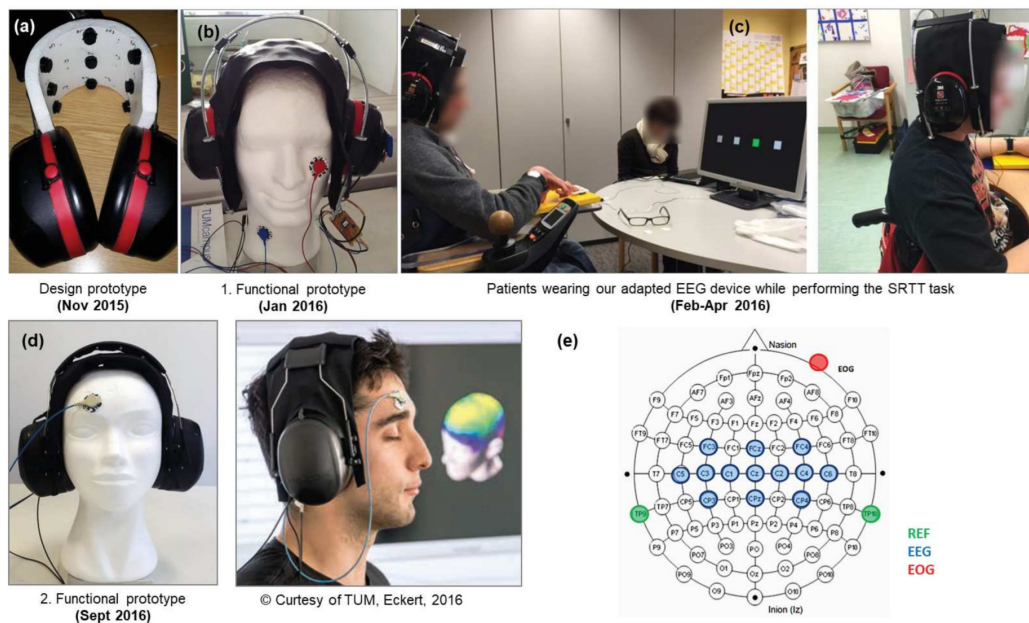 (a)
(b)
(c)
Design prototype
(Nov 2015)
1. Functional prototype
(Jan 2016)
Patients wearing our adapted EEG device while performing the SRTT task
(Feb-Apr 2016)
(d)
2. Functional prototype
(Sept 2016)
© Curtesy of TUM, Eckert, 2016
(e)
Nasion
EOG
Fp1 Fpz Fp2
AF7 AF3 AFz AF8
F9 F7 F5 F3 Fz F4 F6 F8 F10
FT9 FT7 FC5 FC3 FC1 FCz FC2 FC4 FC6 FT8 FT10
T7 C5 C3 C1 Cz C2 C4 C6 T8
TP9 TP7 CP5 CP3 CP1 CPz CP2 CP4 CP6 TP8 TP10
P9 P7 P5 P3 P1 Pz P2 P4 P6 P8 P10
PO9 PO7 PO3 PO PO4 PO8 PO10
O9 O1 Oz O2 O10
Inion (Iz)
REF
EEG
EOG